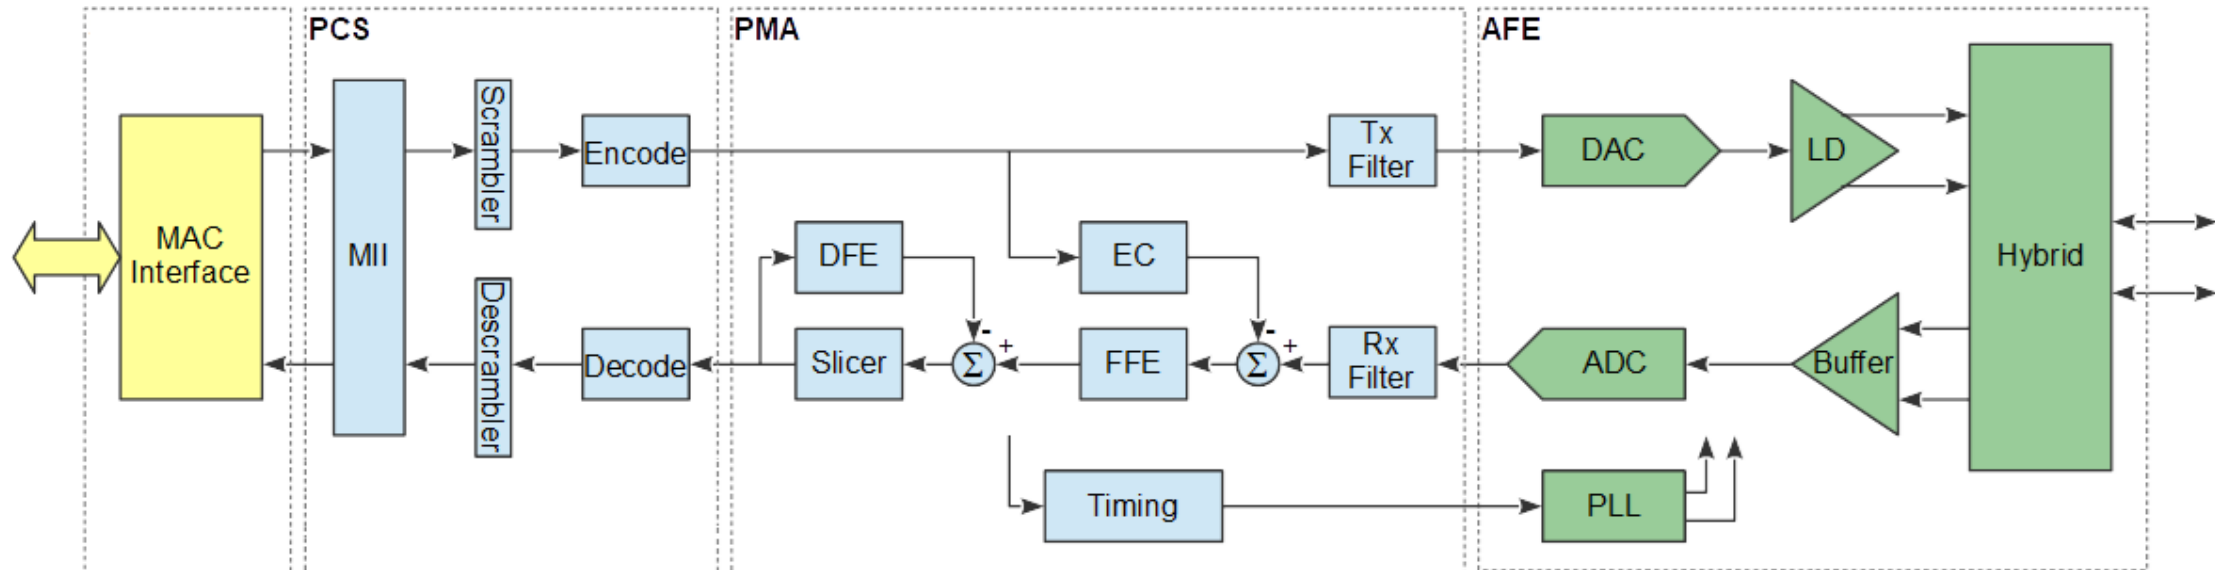 PCS
PMA
AFE
MAC
Interface
MII
Scrambler
Encode
Tx
Filter
DAC
LD
Hybrid
DFE
EC
Descrambler
Decode
Slicer
-
Σ
+
FFE
-
Σ
+
Rx
Filter
ADC
Buffer
Timing
PLL